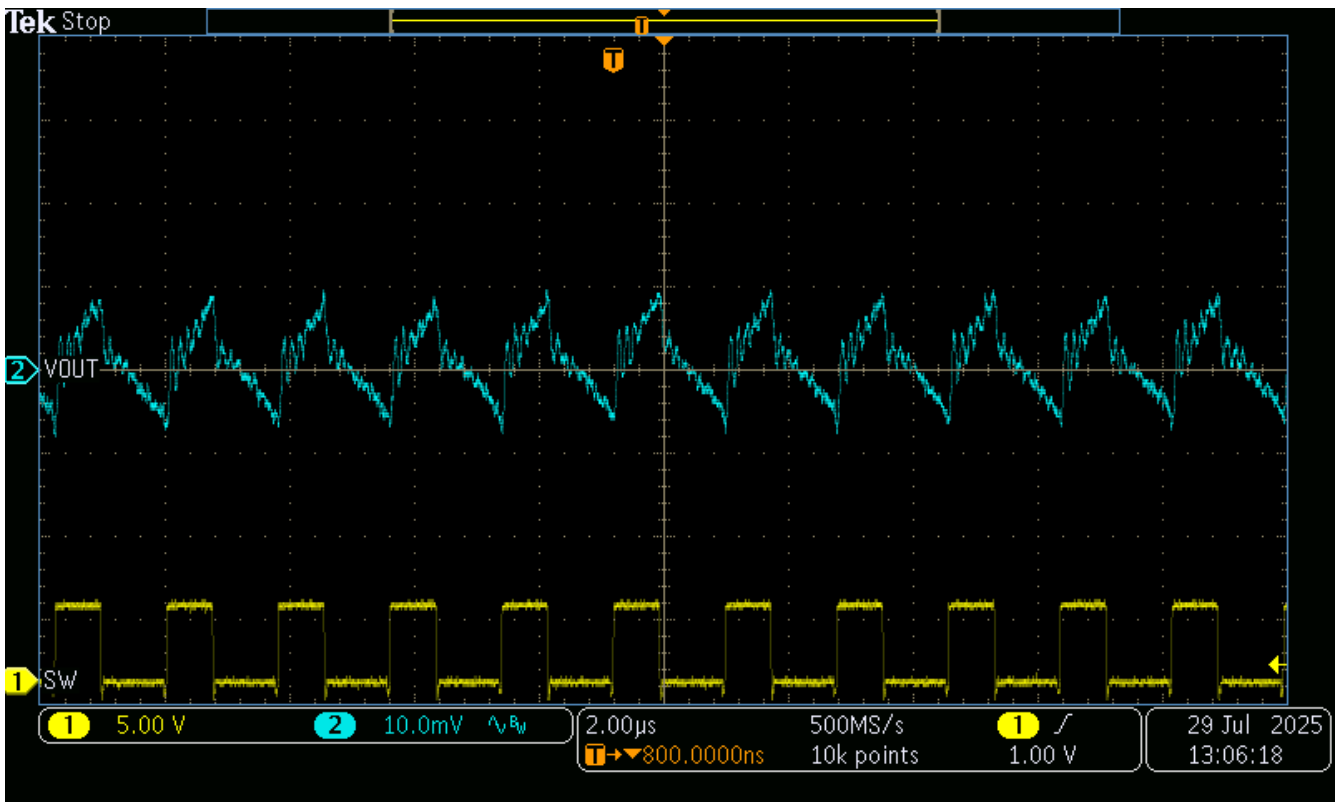 Tek Stop
T
T
2 VOUT
1 SW
1 5.00 V 2 10.0mV ∿BW 2.00µs 500MS/s 1 ∫ 29 Jul 2025
T→▼800.0000ns 10k points 1.00 V 13:06:18